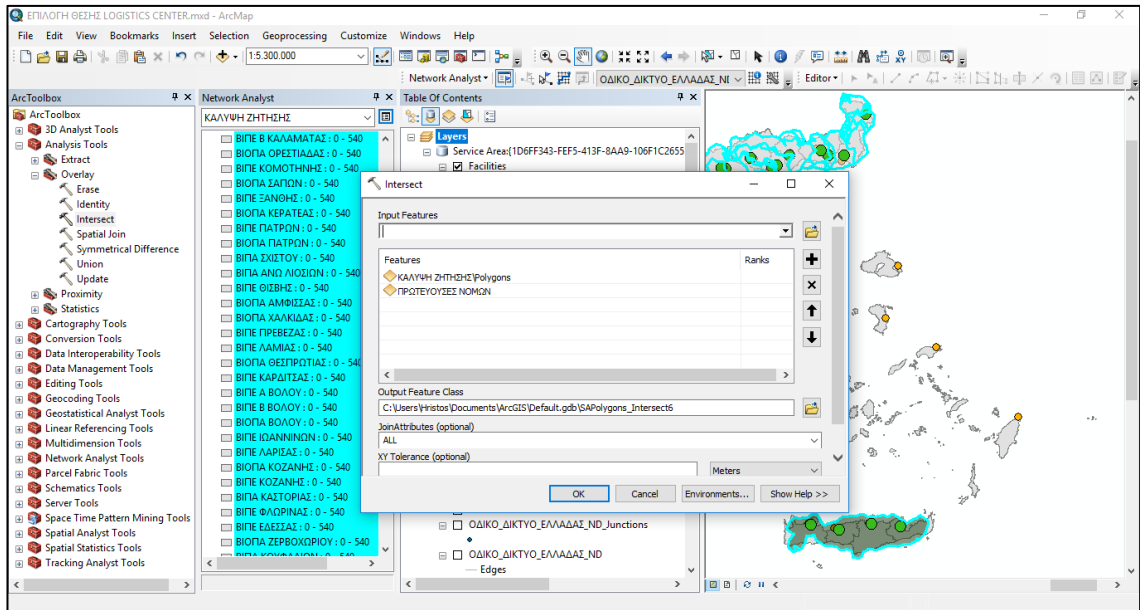 ΕΠΙΛΟΓΗ ΘΕΣΗΣ LOGISTICS CENTER.mxd - ArcMap
File Edit View Bookmarks Insert Selection Geoprocessing Customize Windows Help
1:5.300.000
Network Analyst ΟΔΙΚΟ_ΔΙΚΤΥΟ_ΕΛΛΑΔΑΣ_NI Editor
ArcToolbox
ArcToolbox
3D Analyst Tools
Analysis Tools
Extract
Overlay
Erase
Identity
Intersect
Spatial Join
Symmetrical Difference
Union
Update
Proximity
Statistics
Cartography Tools
Conversion Tools
Data Interoperability Tools
Data Management Tools
Editing Tools
Geocoding Tools
Geostatistical Analyst Tools
Linear Referencing Tools
Multidimension Tools
Network Analyst Tools
Parcel Fabric Tools
Schematics Tools
Server Tools
Space Time Pattern Mining Tools
Spatial Analyst Tools
Spatial Statistics Tools
Tracking Analyst Tools
Network Analyst
ΚΑΛΥΨΗ ΖΗΤΗΣΗΣ
ΒΙΠΕ Β ΚΑΛΑΜΑΤΑΣ : 0 - 540
ΒΙΟΠΑ ΟΡΕΣΤΙΑΔΑΣ : 0 - 540
ΒΙΠΕ ΚΟΜΟΤΗΝΗΣ : 0 - 540
ΒΙΟΠΑ ΣΑΠΩΝ : 0 - 540
ΒΙΠΕ ΞΑΝΘΗΣ : 0 - 540
ΒΙΟΠΑ ΚΕΡΑΤΕΑΣ : 0 - 540
ΒΙΠΕ ΠΑΤΡΩΝ : 0 - 540
ΒΙΟΠΑ ΠΑΤΡΩΝ : 0 - 540
ΒΙΠΑ ΣΧΙΣΤΟΥ : 0 - 540
ΒΙΠΑ ΑΝΩ ΛΙΟΣΙΩΝ : 0 - 540
ΒΙΠΕ ΘΙΣΒΗΣ : 0 - 540
ΒΙΟΠΑ ΑΜΦΙΣΣΑΣ : 0 - 540
ΒΙΟΠΑ ΧΑΛΚΙΔΑΣ : 0 - 540
ΒΙΠΕ ΠΡΕΒΕΖΑΣ : 0 - 540
ΒΙΠΕ ΛΑΜΙΑΣ : 0 - 540
ΒΙΟΠΑ ΘΕΣΠΡΩΤΙΑΣ : 0 - 54
ΒΙΠΕ ΚΑΡΔΙΤΣΑΣ : 0 - 540
ΒΙΠΕ Α ΒΟΛΟΥ : 0 - 540
ΒΙΠΕ Β ΒΟΛΟΥ : 0 - 540
ΒΙΟΠΑ ΒΟΛΟΥ : 0 - 540
ΒΙΠΕ ΙΩΑΝΝΙΝΩΝ : 0 - 540
ΒΙΠΕ ΛΑΡΙΣΑΣ : 0 - 540
ΒΙΟΠΑ ΚΟΖΑΝΗΣ : 0 - 540
ΒΙΠΕ ΚΟΖΑΝΗΣ : 0 - 540
ΒΙΠΑ ΚΑΣΤΟΡΙΑΣ : 0 - 540
ΒΙΠΕ ΦΛΩΡΙΝΑΣ : 0 - 540
ΒΙΠΕ ΕΔΕΣΣΑΣ : 0 - 540
ΒΙΟΠΑ ΖΕΡΒΟΧΩΡΙΟΥ : 0 - 540
Table Of Contents
Layers
Service Area:{1D6FF343-FEF5-413F-8AA9-106F1C2655
Facilities
Intersect
Input Features
Features Ranks
ΚΑΛΥΨΗ ΖΗΤΗΣΗΣ\Polygons
ΠΡΩΤΕΥΟΥΣΕΣ ΝΟΜΩΝ
Output Feature Class
C:\Users\Hristos\Documents\ArcGIS\Default.gdb\SAPolygons_Intersect6
JoinAttributes (optional)
ALL
XY Tolerance (optional)
Meters
OK Cancel Environments... Show Help >>
ΟΔΙΚΟ_ΔΙΚΤΥΟ_ΕΛΛΑΔΑΣ_ND_Junctions
ΟΔΙΚΟ_ΔΙΚΤΥΟ_ΕΛΛΑΔΑΣ_ND
Edges